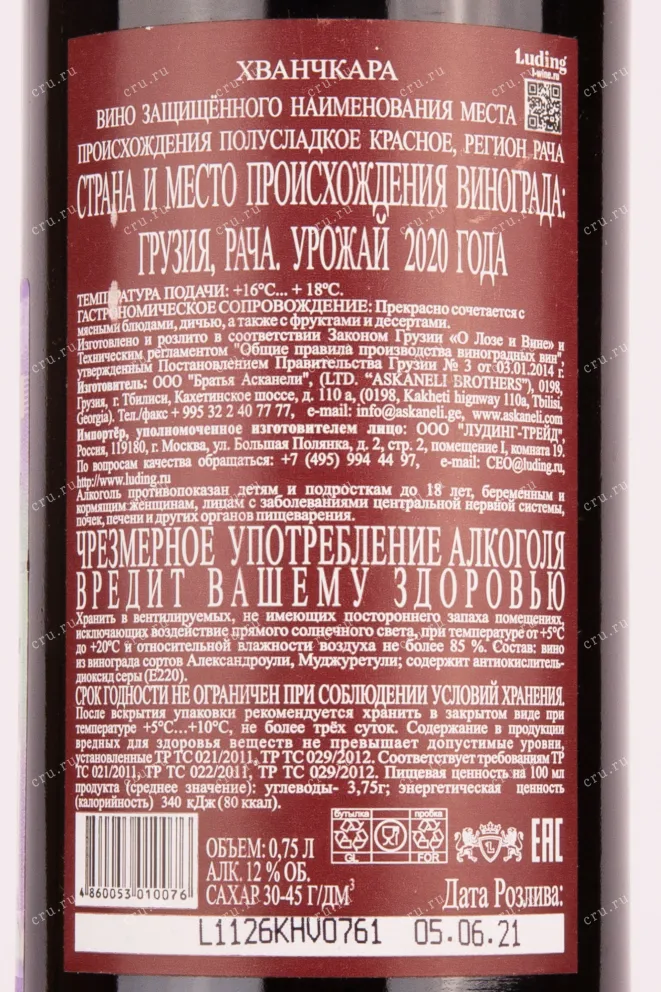 Luding
l-wine.ru
ХВАНЧКАРА
ВИНО ЗАЩИЩЁННОГО НАИМЕНОВАНИЯ МЕСТА
ПРОИСХОЖДЕНИЯ ПОЛУСЛАДКОЕ КРАСНОЕ, РЕГИОН РАЧА
СТРАНА И МЕСТО ПРОИСХОЖДЕНИЯ ВИНОГРАДА:
ГРУЗИЯ, РАЧА. УРОЖАЙ 2020 ГОДА
ТЕМПЕРАТУРА ПОДАЧИ: +16°C... + 18°C.
ГАСТРОНОМИЧЕСКОЕ СОПРОВОЖДЕНИЕ: Прекрасно сочетается с
мясными блюдами, дичью, а также с фруктами и десертами.
Изготовлено и розлито в соответствии Законом Грузии «О Лозе и Вине» и
Техническим регламентом "Общие правила производства виноградных вин",
утвержденным Постановлением Правительства Грузии № 3 от 03.01.2014 г.
Изготовитель: ООО "Братья Асканели", (LTD. “ASKANELI BROTHERS”), 0198,
Грузия, г. Тбилиси, Кахетинское шоссе, д. 110 а, (0198, Kakheti highway 110a, Tbilisi,
Georgia). Тел./факс + 995 32 2 40 77 77, e-mail: info@askaneli.ge, www.askaneli.com
Импортёр, уполномоченное изготовителем лицо: ООО "ЛУДИНГ-ТРЕЙД",
Россия, 119180, г. Москва, ул. Большая Полянка, д. 2, стр. 2, помещение I, комната 19.
По вопросам качества обращаться: +7 (495) 994 44 97, e-mail: CEO@luding.ru,
http://www.luding.ru
Алкоголь противопоказан детям и подросткам до 18 лет, беременным и
кормящим женщинам, лицам с заболеваниями центральной нервной системы,
почек, печени и других органов пищеварения.
ЧРЕЗМЕРНОЕ УПОТРЕБЛЕНИЕ АЛКОГОЛЯ
ВРЕДИТ ВАШЕМУ ЗДОРОВЬЮ
Хранить в вентилируемых, не имеющих постороннего запаха помещениях,
исключающих воздействие прямого солнечного света, при температуре от +5°C
до +20°C и относительной влажности воздуха не более 85 %. Состав: вино
из винограда сортов Александроули, Муджуретули; содержит антиокислитель-
диоксид серы (E220).
СРОК ГОДНОСТИ НЕ ОГРАНИЧЕН ПРИ СОБЛЮДЕНИИ УСЛОВИЙ ХРАНЕНИЯ.
После вскрытия упаковки рекомендуется хранить в закрытом виде при
температуре +5°C...+10°C, не более трёх суток. Содержание в продукции
вредных для здоровья веществ не превышает допустимые уровни,
установленные ТР ТС 021/2011, ТР ТС 029/2012. Соответствует требованиям ТР
ТС 021/2011, ТР ТС 022/2011, ТР ТС 029/2012. Пищевая ценность на 100 мл
продукта (среднее значение): углеводы- 3,75г; энергетическая ценность
(калорийность) 340 кДж (80 ккал).
бутылка пробка
GL FOR
EAC
4 860053 010076
ОБЪЕМ: 0,75 Л
АЛК. 12 % ОБ.
САХАР 30-45 Г/ДМ³
Дата Розлива:
L1126KHV0761 05.06.21